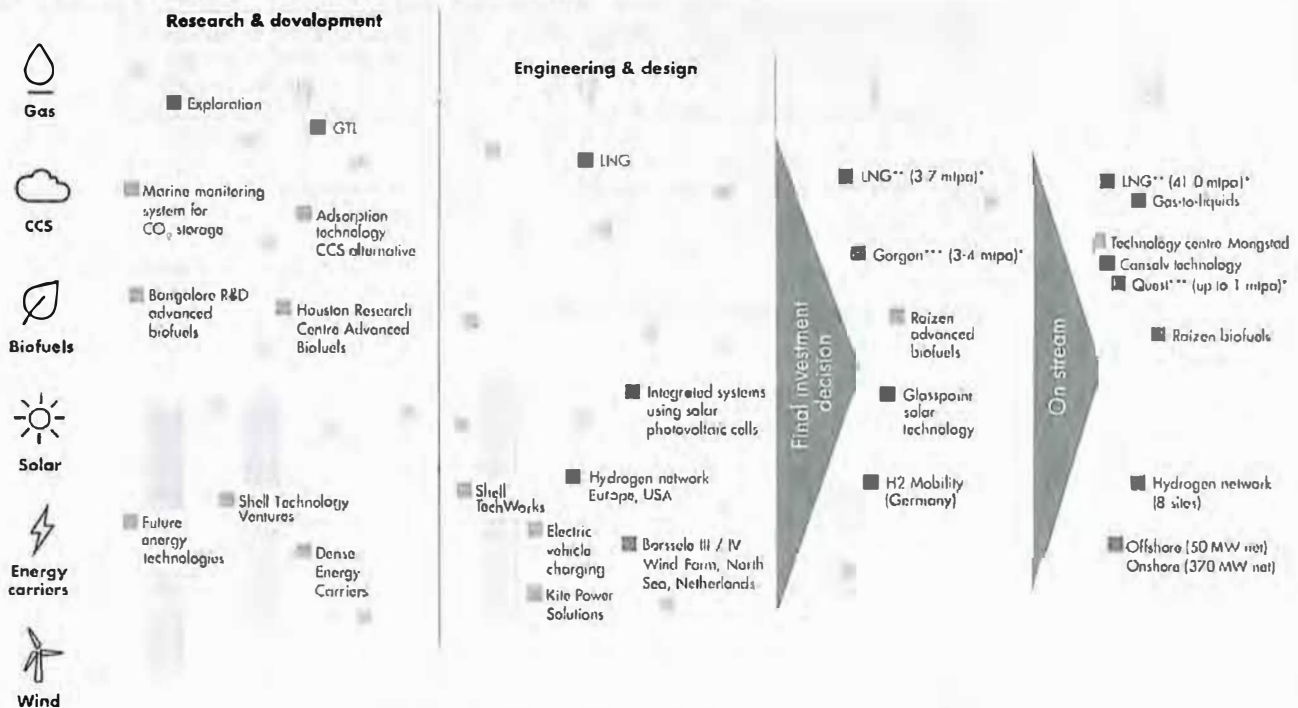 Research & development
Engineering & design
Gas
CCS
Biofuels
Solar
Energy
carriers
Wind
Exploration
GTL
Marine monitoring
system for
CO₂ storage
Adsorption
technology
CCS alternative
Bangalore R&D
advanced
biofuels
Houston Research
Centre Advanced
Biofuels
Future
energy
technologies
Shell Technology
Ventures
Dense
Energy
Carriers
LNG
Integrated systems
using solar
photovoltaic cells
Hydrogen network
Europe, USA
Shell
TechWorks
Electric
vehicle
charging
Borssele III / IV
Wind Farm, North
Sea, Netherlands
Kite Power
Solutions
Final investment
decision
LNG** (3-7 mtpa)*
Gorgon*** (3-4 mtpa)*
Raizen
advanced
biofuels
Glasspoint
solar
technology
H2 Mobility
(Germany)
On stream
LNG** (41.0 mtpa)*
Gas-to-liquids
Technology centre Mongstad
Cansolv technology
Quest*** (up to 1 mtpa)*
Raizen biofuels
Hydrogen network
(8 sites)
Offshore (50 MW net)
Onshore (370 MW net)